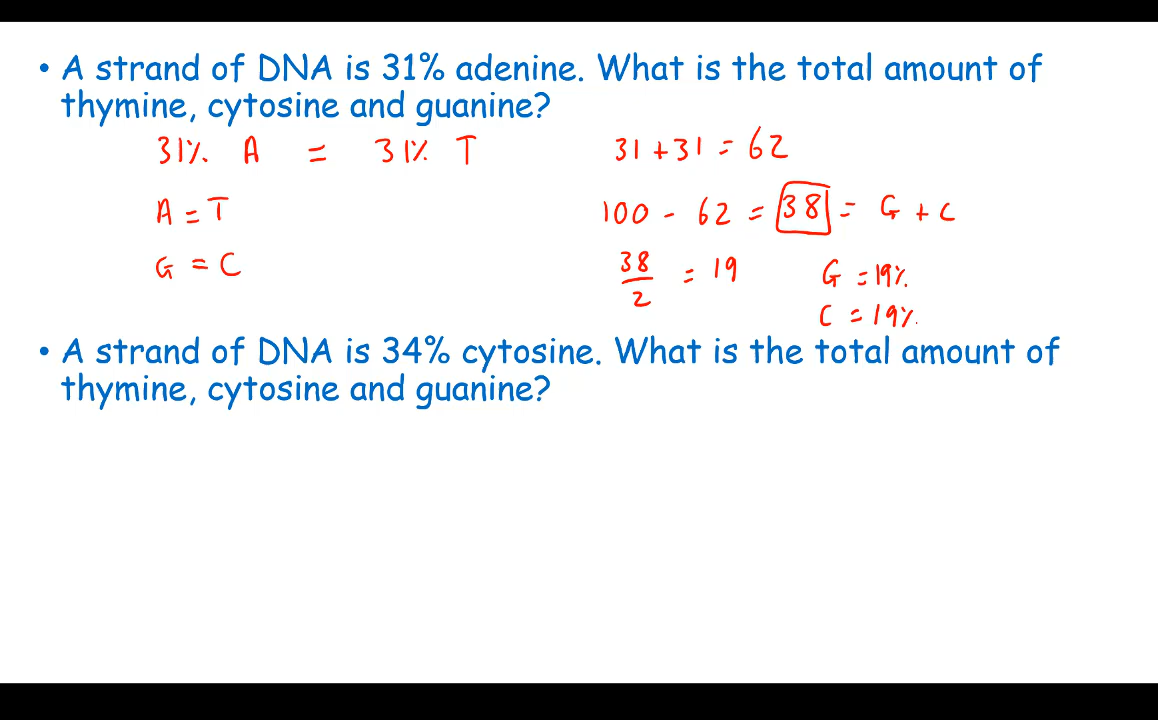 • A strand of DNA is 31% adenine. What is the total amount of
thymine, cytosine and guanine?
31% A = 31% T 31 + 31 = 62
A = T 100 - 62 = 38 = G + C
G = C 38/2 = 19 G = 19%
C = 19%
• A strand of DNA is 34% cytosine. What is the total amount of
thymine, cytosine and guanine?